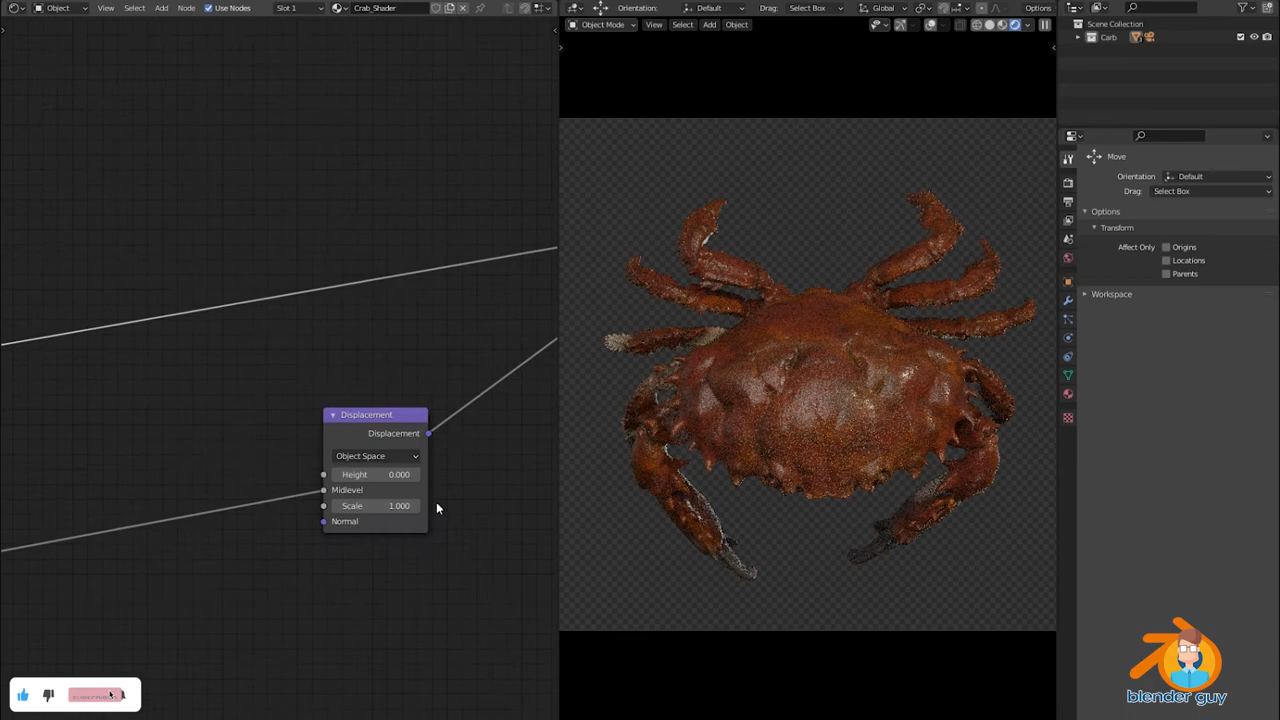 Object View Select Add Node Use Nodes Slot 1 Crab_Shader
Orientation: Default Drag: Select Box Global Options
Object Mode View Select Add Object
Scene Collection
Carb
Move
Orientation Default
Drag: Select Box
Options
Transform
Affect Only Origins
Locations
Parents
Workspace
Displacement
Displacement
Object Space
Height 0.000
Midlevel
Scale 1.000
Normal
blender guy